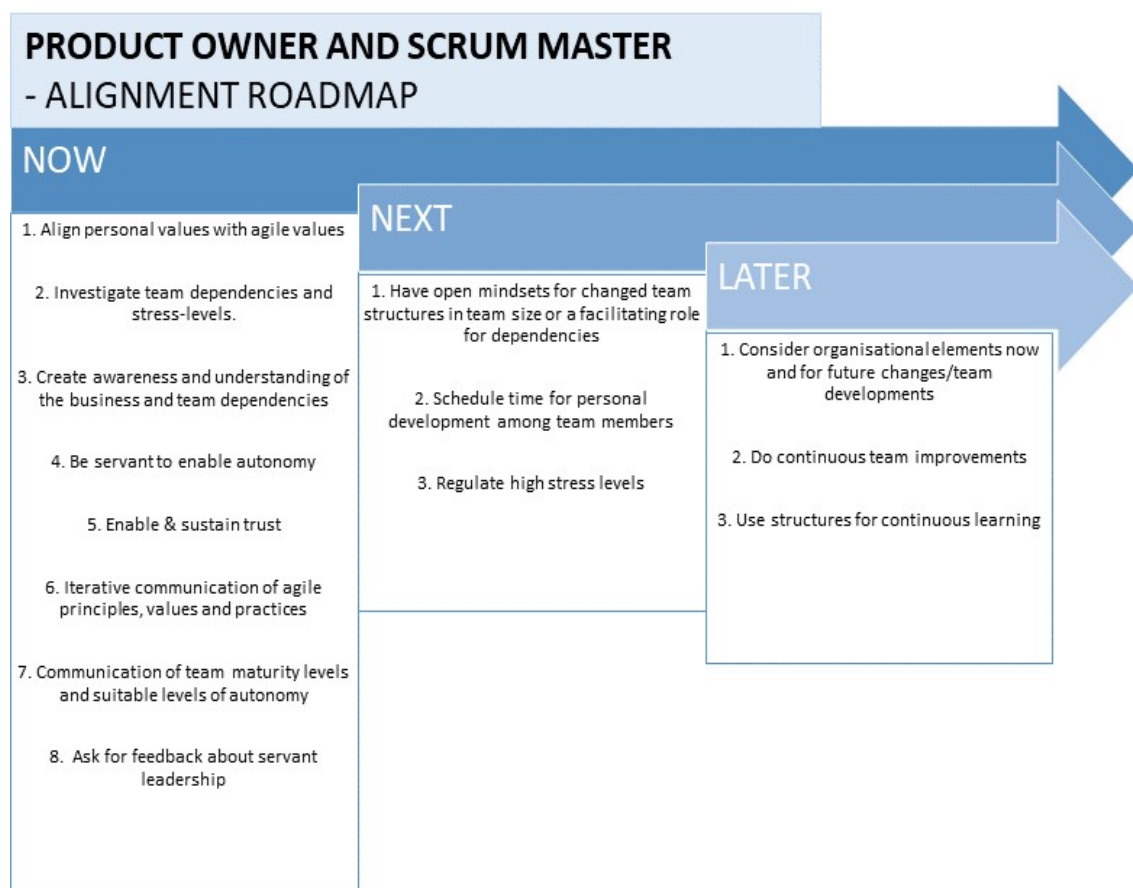 PRODUCT OWNER AND SCRUM MASTER
- ALIGNMENT ROADMAP
NOW
1. Align personal values with agile values
2. Investigate team dependencies and
stress-levels.
3. Create awareness and understanding of
the business and team dependencies
4. Be servant to enable autonomy
5. Enable & sustain trust
6. Iterative communication of agile
principles, values and practices
7. Communication of team maturity levels
and suitable levels of autonomy
8. Ask for feedback about servant
leadership
NEXT
1. Have open mindsets for changed team
structures in team size or a facilitating role
for dependencies
2. Schedule time for personal
development among team members
3. Regulate high stress levels
LATER
1. Consider organisational elements now
and for future changes/team
developments
2. Do continuous team improvements
3. Use structures for continuous learning